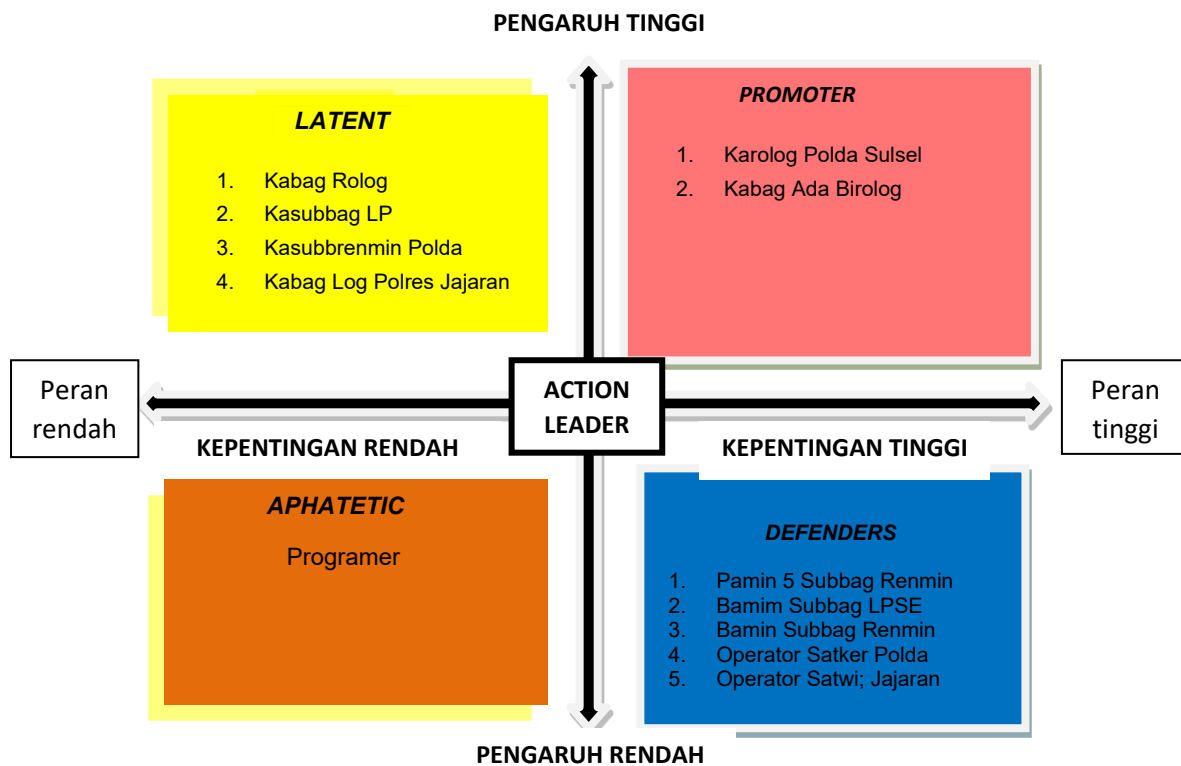 PENGARUH TINGGI
LATENT
1. Kabag Rolog
2. Kasubbag LP
3. Kasubbrenmin Polda
4. Kabag Log Polres Jajaran
PROMOTER
1. Karolog Polda Sulsel
2. Kabag Ada Birolog
Peran
rendah
ACTION
LEADER
Peran
tinggi
KEPENTINGAN RENDAH
KEPENTINGAN TINGGI
APHATETIC
Programer
DEFENDERS
1. Pamin 5 Subbag Renmin
2. Bamim Subbag LPSE
3. Bamin Subbag Renmin
4. Operator Satker Polda
5. Operator Satwi; Jajaran
PENGARUH RENDAH